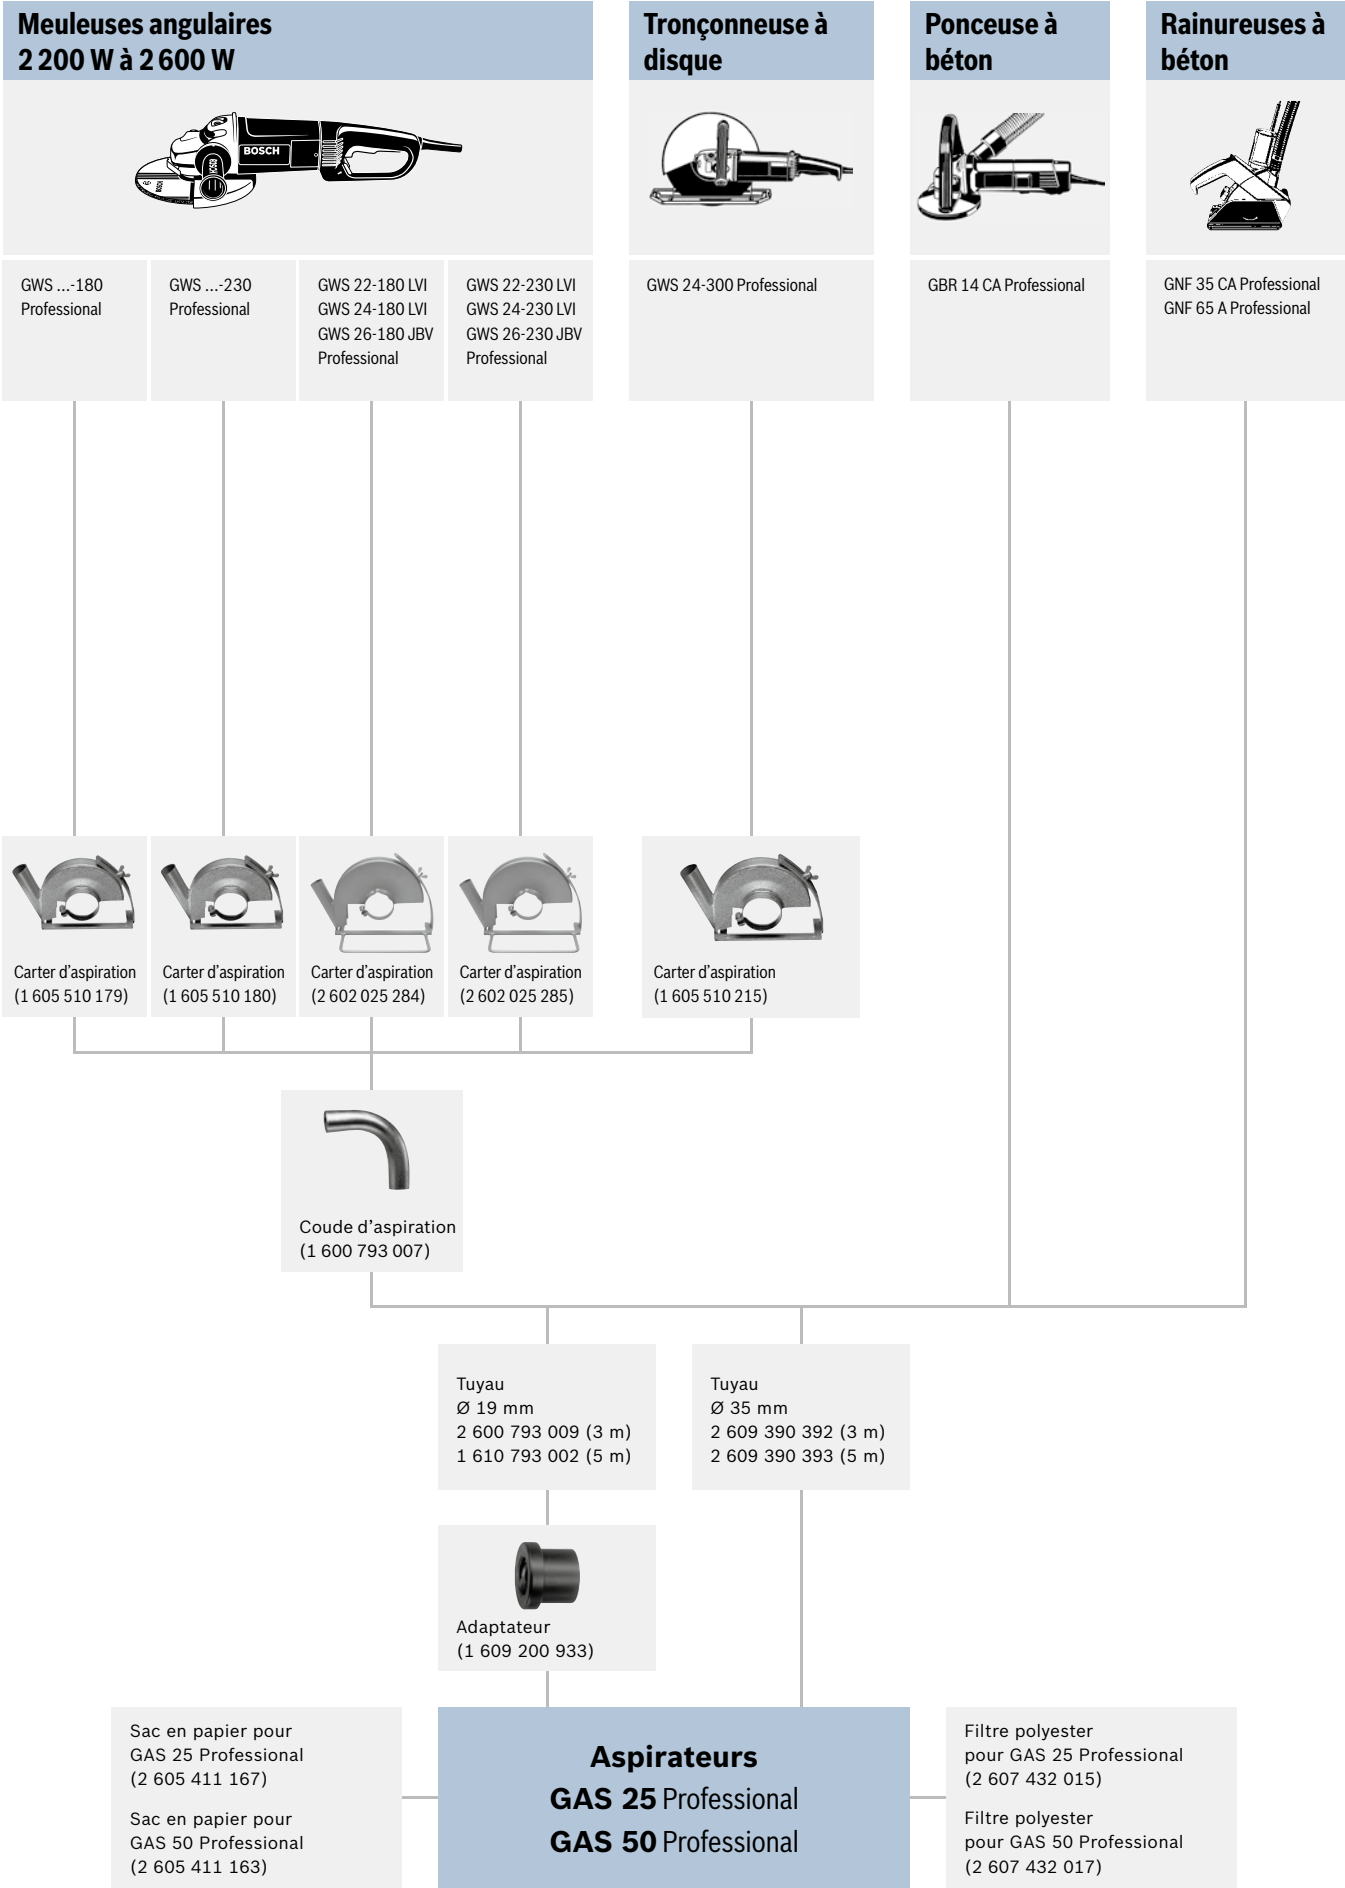 Meuleuses angulaires
2 200 W à 2 600 W
Tronçonneuse à
disque
Ponceuse à
béton
Rainureuses à
béton
BOSCH
BOSCH
BOSCH
GWS ...-180
Professional
GWS ...-230
Professional
GWS 22-180 LVI
GWS 24-180 LVI
GWS 26-180 JBV
Professional
GWS 22-230 LVI
GWS 24-230 LVI
GWS 26-230 JBV
Professional
GWS 24-300 Professional
GBR 14 CA Professional
GNF 35 CA Professional
GNF 65 A Professional
Carter d’aspiration
(1 605 510 179)
Carter d’aspiration
(1 605 510 180)
Carter d’aspiration
(2 602 025 284)
Carter d’aspiration
(2 602 025 285)
Carter d’aspiration
(1 605 510 215)
Coude d’aspiration
(1 600 793 007)
Tuyau
Ø 19 mm
2 600 793 009 (3 m)
1 610 793 002 (5 m)
Tuyau
Ø 35 mm
2 609 390 392 (3 m)
2 609 390 393 (5 m)
Adaptateur
(1 609 200 933)
Sac en papier pour
GAS 25 Professional
(2 605 411 167)
Sac en papier pour
GAS 50 Professional
(2 605 411 163)
Aspirateurs
GAS 25 Professional
GAS 50 Professional
Filtre polyester
pour GAS 25 Professional
(2 607 432 015)
Filtre polyester
pour GAS 50 Professional
(2 607 432 017)